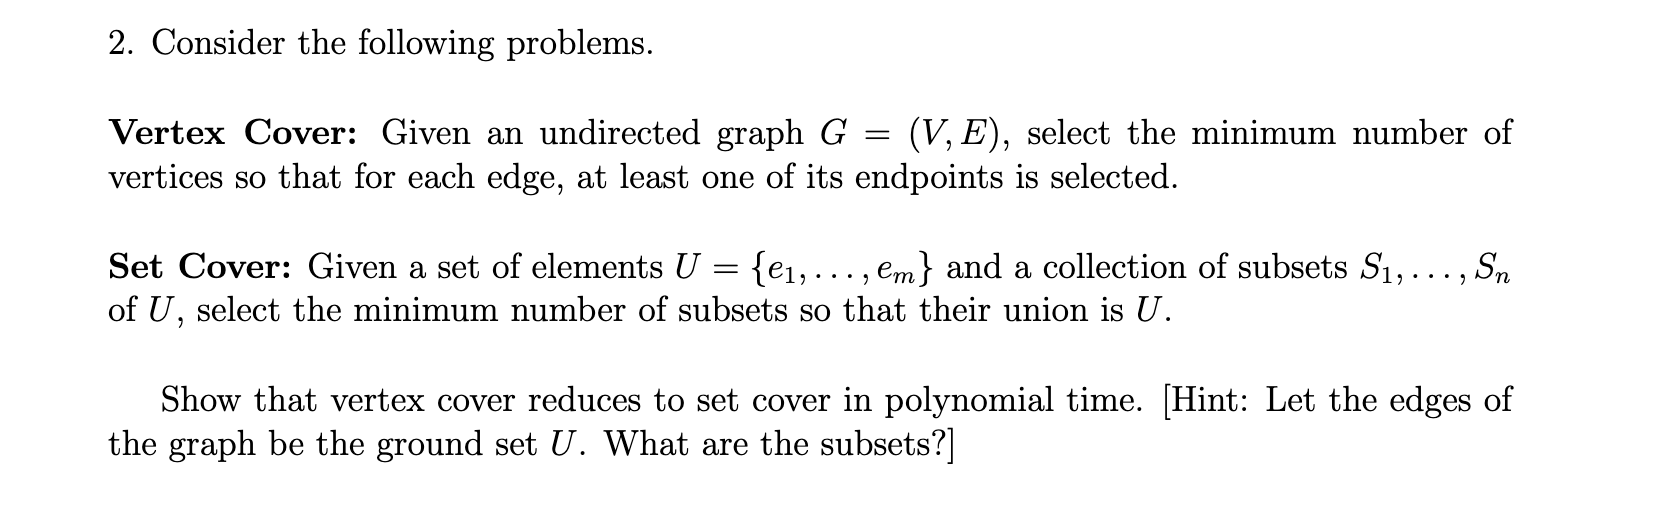 2. Consider the following problems.
Vertex Cover: Given an undirected graph G = (V, E), select the minimum number of
vertices so that for each edge, at least one of its endpoints is selected.
Set Cover: Given a set of elements U = {e₁, . . . , eₘ} and a collection of subsets S₁, . . . , Sₙ
of U, select the minimum number of subsets so that their union is U.
Show that vertex cover reduces to set cover in polynomial time. [Hint: Let the edges of
the graph be the ground set U. What are the subsets?]